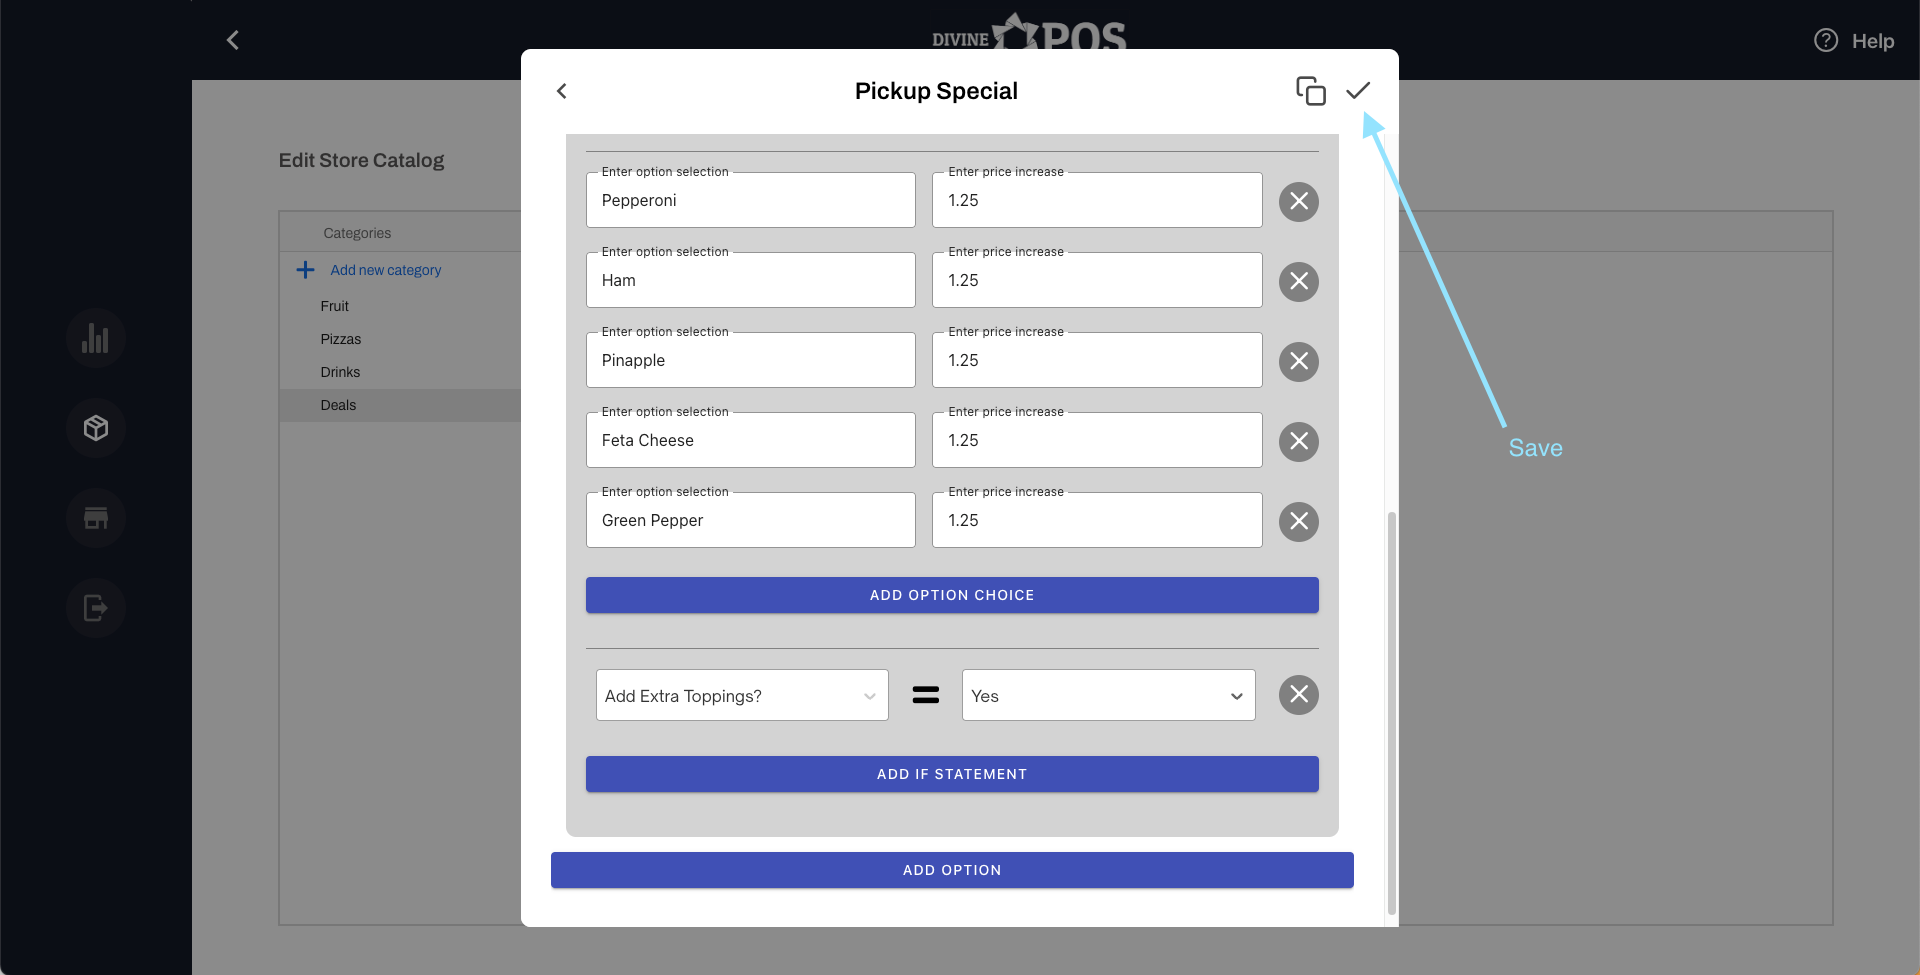 DIVINE POS
Help
Pickup Special
Edit Store Catalog
Categories
Add new category
Fruit
Pizzas
Drinks
Deals
Enter option selection
Pepperoni
Enter price increase
1.25
Enter option selection
Ham
Enter price increase
1.25
Enter option selection
Pinapple
Enter price increase
1.25
Enter option selection
Feta Cheese
Enter price increase
1.25
Enter option selection
Green Pepper
Enter price increase
1.25
ADD OPTION CHOICE
Add Extra Toppings?
=
Yes
ADD IF STATEMENT
ADD OPTION
Save